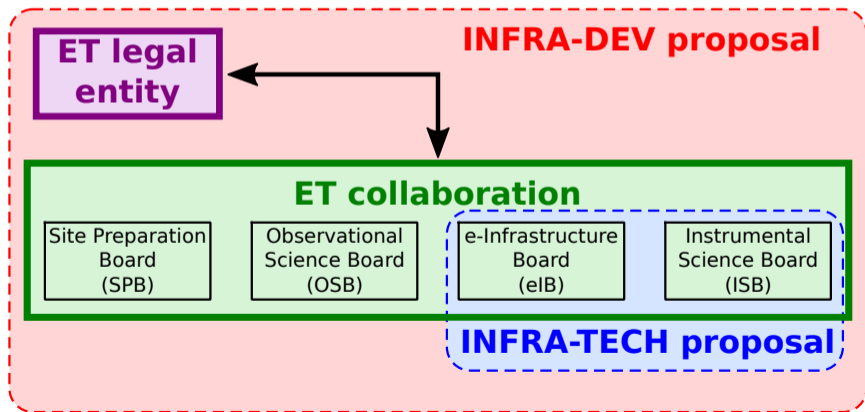 ET legal
entity
INFRA-DEV proposal
ET collaboration
Site Preparation
Board
(SPB)
Observational
Science Board
(OSB)
e-Infrastructure
Board
(eIB)
Instrumental
Science Board
(ISB)
INFRA-TECH proposal